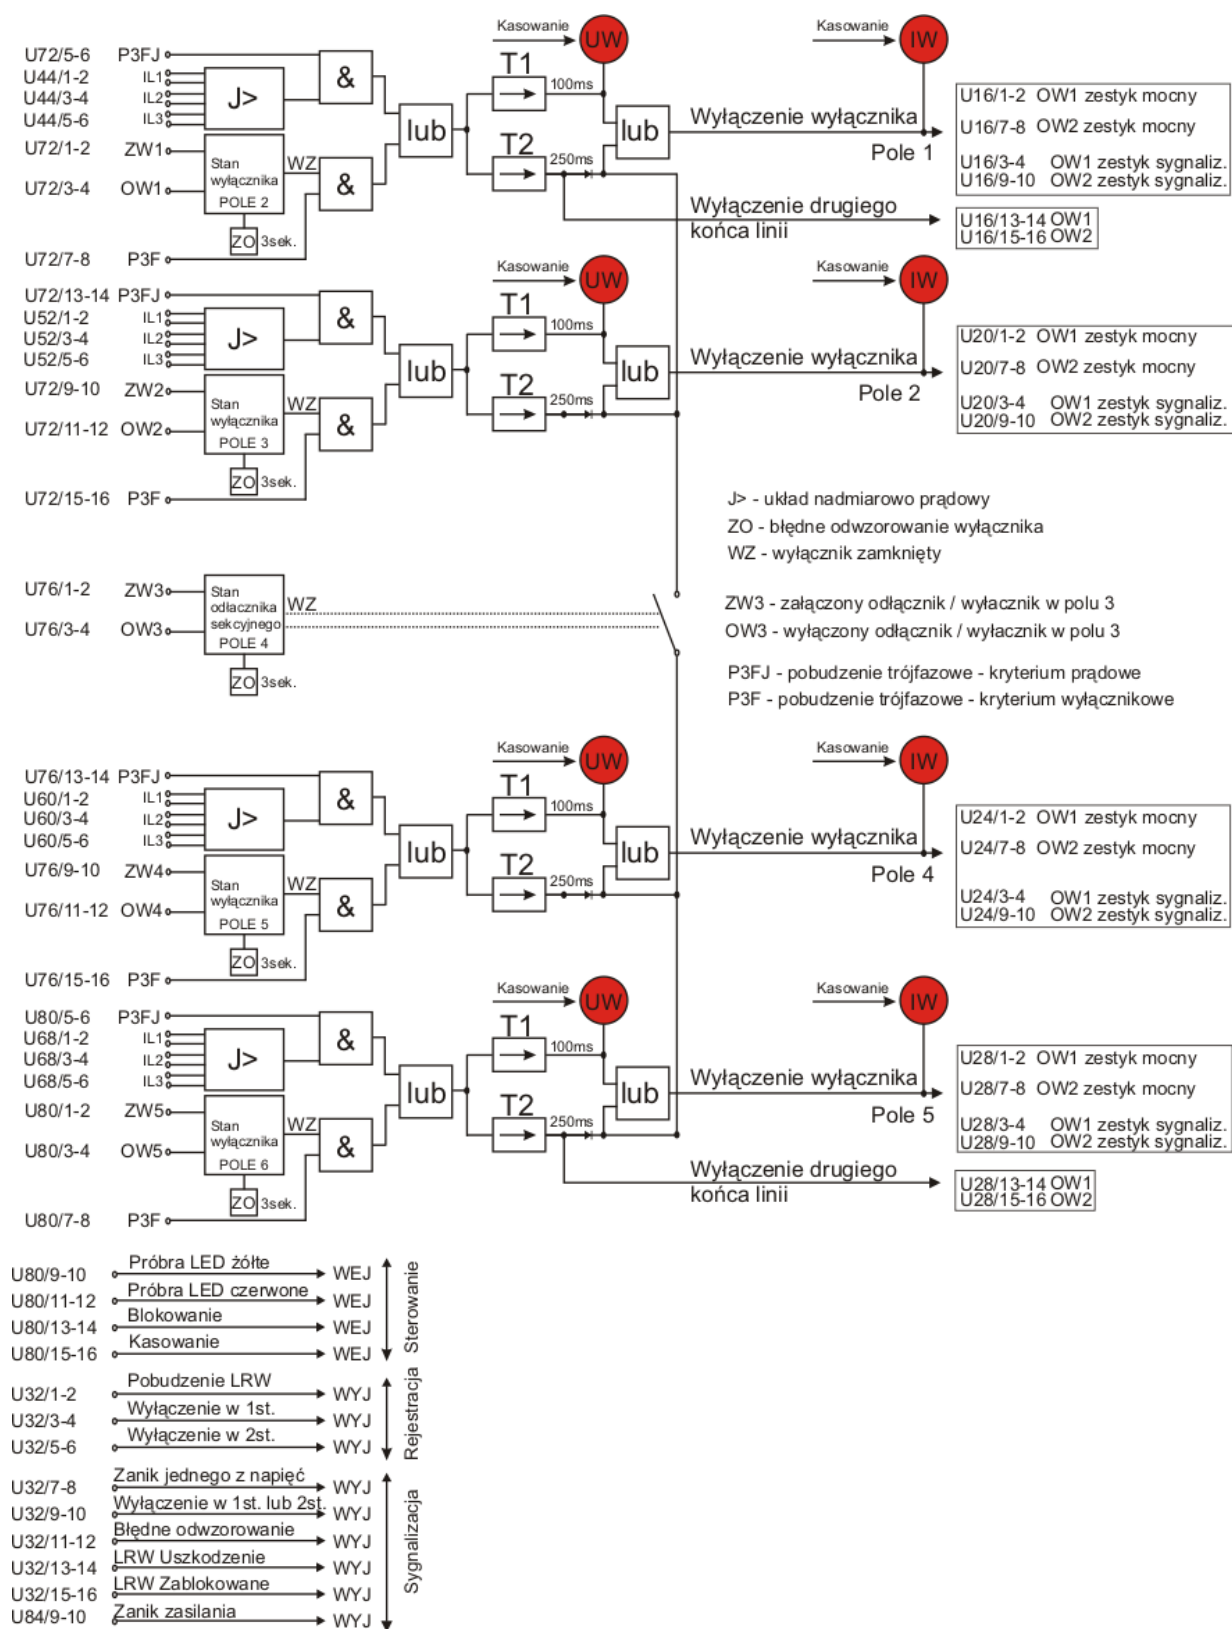 Kasowanie UW Kasowanie IW
U72/5-6 P3FJ
U44/1-2 IL1
U44/3-4 IL2
U44/5-6 IL3
J>
&
T1
100ms
lub
T2
250ms
lub
Wyłączenie wyłącznika
Pole 1
U16/1-2 OW1 zestyk mocny
U16/7-8 OW2 zestyk mocny
U16/3-4 OW1 zestyk sygnaliz.
U16/9-10 OW2 zestyk sygnaliz.
U72/1-2 ZW1
U72/3-4 OW1
Stan
wyłącznika
POLE 2
WZ
&
ZO 3sek.
U72/7-8 P3F
Wyłączenie drugiego
końca linii
U16/13-14 OW1
U16/15-16 OW2
Kasowanie UW Kasowanie IW
U72/13-14 P3FJ
U52/1-2 IL1
U52/3-4 IL2
U52/5-6 IL3
J>
&
T1
100ms
lub
T2
250ms
lub
Wyłączenie wyłącznika
Pole 2
U20/1-2 OW1 zestyk mocny
U20/7-8 OW2 zestyk mocny
U20/3-4 OW1 zestyk sygnaliz.
U20/9-10 OW2 zestyk sygnaliz.
U72/9-10 ZW2
U72/11-12 OW2
Stan
wyłącznika
POLE 3
WZ
&
ZO 3sek.
U72/15-16 P3F
J> - układ nadmiarowo prądowy
ZO - błędne odwzorowanie wyłącznika
WZ - wyłącznik zamknięty
U76/1-2 ZW3
U76/3-4 OW3
Stan
odłacznika
sekcyjnego
POLE 4
WZ
ZO 3sek.
ZW3 - załączony odłącznik / wyłacznik w polu 3
OW3 - wyłączony odłącznik / wyłacznik w polu 3
P3FJ - pobudzenie trójfazowe - kryterium prądowe
P3F - pobudzenie trójfazowe - kryterium wyłącznikowe
Kasowanie UW Kasowanie IW
U76/13-14 P3FJ
U60/1-2 IL1
U60/3-4 IL2
U60/5-6 IL3
J>
&
T1
100ms
lub
T2
250ms
lub
Wyłączenie wyłącznika
Pole 4
U24/1-2 OW1 zestyk mocny
U24/7-8 OW2 zestyk mocny
U24/3-4 OW1 zestyk sygnaliz.
U24/9-10 OW2 zestyk sygnaliz.
U76/9-10 ZW4
U76/11-12 OW4
Stan
wyłącznika
POLE 5
WZ
&
ZO 3sek.
U76/15-16 P3F
Kasowanie UW Kasowanie IW
U80/5-6 P3FJ
U68/1-2 IL1
U68/3-4 IL2
U68/5-6 IL3
J>
&
T1
100ms
lub
T2
250ms
lub
Wyłączenie wyłącznika
Pole 5
U28/1-2 OW1 zestyk mocny
U28/7-8 OW2 zestyk mocny
U28/3-4 OW1 zestyk sygnaliz.
U28/9-10 OW2 zestyk sygnaliz.
U80/1-2 ZW5
U80/3-4 OW5
Stan
wyłącznika
POLE 6
WZ
&
ZO 3sek.
U80/7-8 P3F
Wyłączenie drugiego
końca linii
U28/13-14 OW1
U28/15-16 OW2
U80/9-10 Próbra LED żółte WEJ
U80/11-12 Próbra LED czerwone WEJ
U80/13-14 Blokowanie WEJ
U80/15-16 Kasowanie WEJ
Sterowanie
U32/1-2 Pobudzenie LRW WYJ
U32/3-4 Wyłączenie w 1st. WYJ
U32/5-6 Wyłączenie w 2st. WYJ
Rejestracja
U32/7-8 Zanik jednego z napięć WYJ
U32/9-10 Wyłączenie w 1st. lub 2st. WYJ
U32/11-12 Błędne odwzorowanie WYJ
U32/13-14 LRW Uszkodzenie WYJ
U32/15-16 LRW Zablokowane WYJ
U84/9-10 Zanik zasilania WYJ
Sygnalizacja